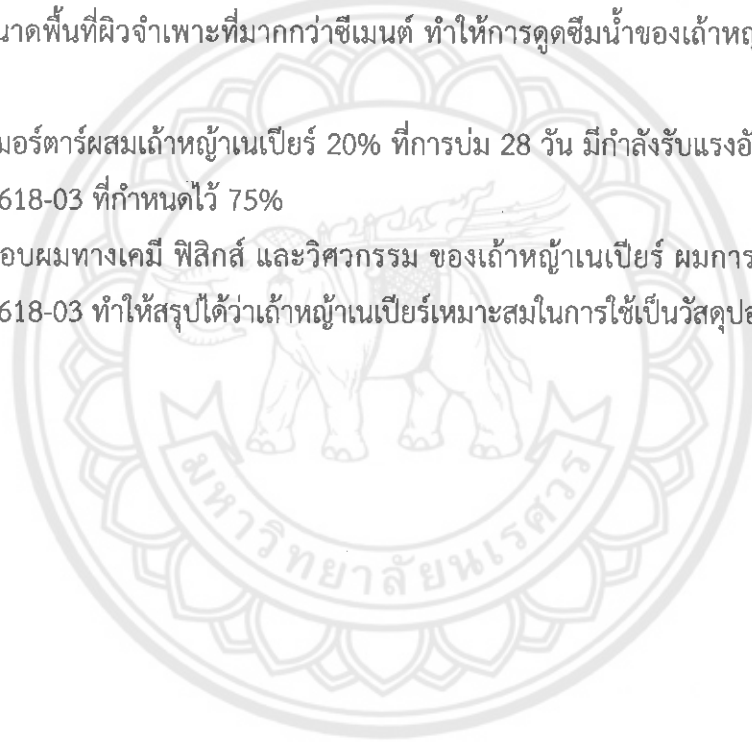 นาดพื้นที่ผิวจำเพาะที่มากกว่าซีเมนต์ ทำให้การดูดซึมน้ำของเถ้าหญ
มอร์ตาร์ผสมเถ้าหญ้าเนเปียร์ 20% ที่การบ่ม 28 วัน มีกำลังรับแรงอั
618-03 ที่กำหนดไว้ 75%
อบผมทางเคมี ฟิสิกส์ และวิศวกรรม ของเถ้าหญ้าเนเปียร์ ผมการ
618-03 ทำให้สรุปได้ว่าเถ้าหญ้าเนเปียร์เหมาะสมในการใช้เป็นวัสดุปอ
มหาวิทยาลัยนเรศวร